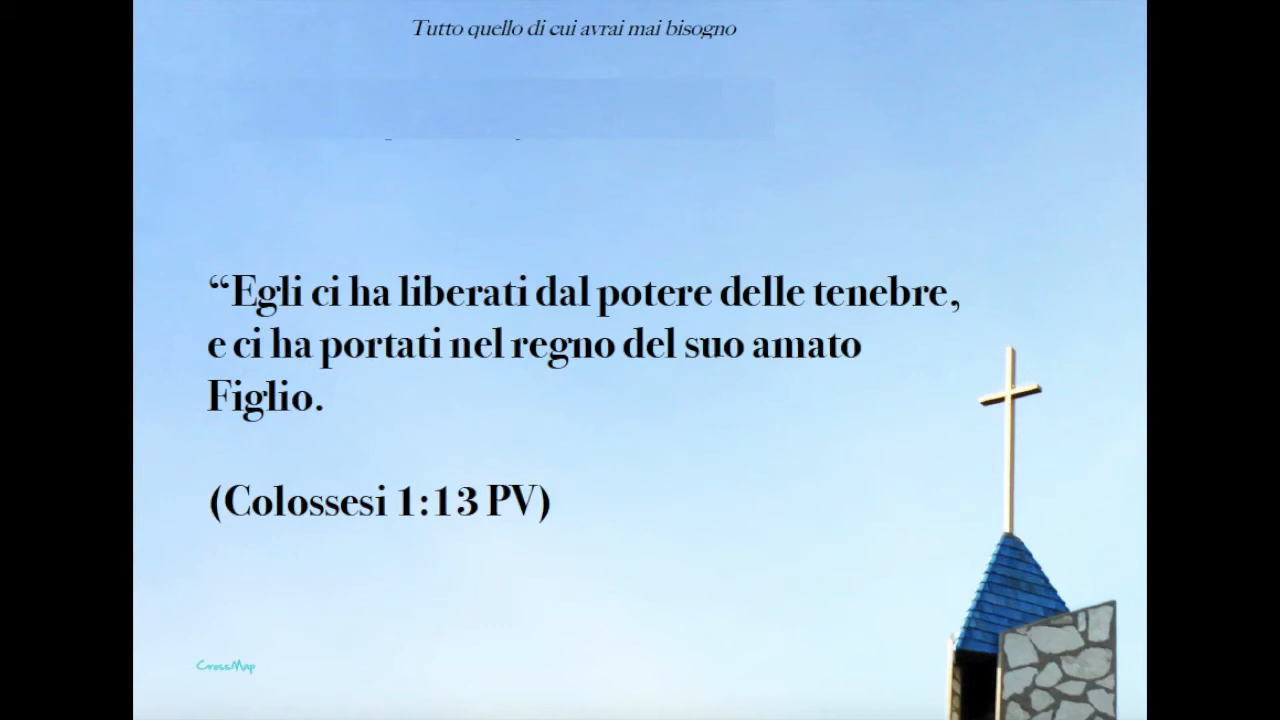 Tutto quello di cui avrai mai bisogno
“Egli ci ha liberati dal potere delle tenebre,
e ci ha portati nel regno del suo amato
Figlio.
(Colossesi 1:13 PV)
CrossMap